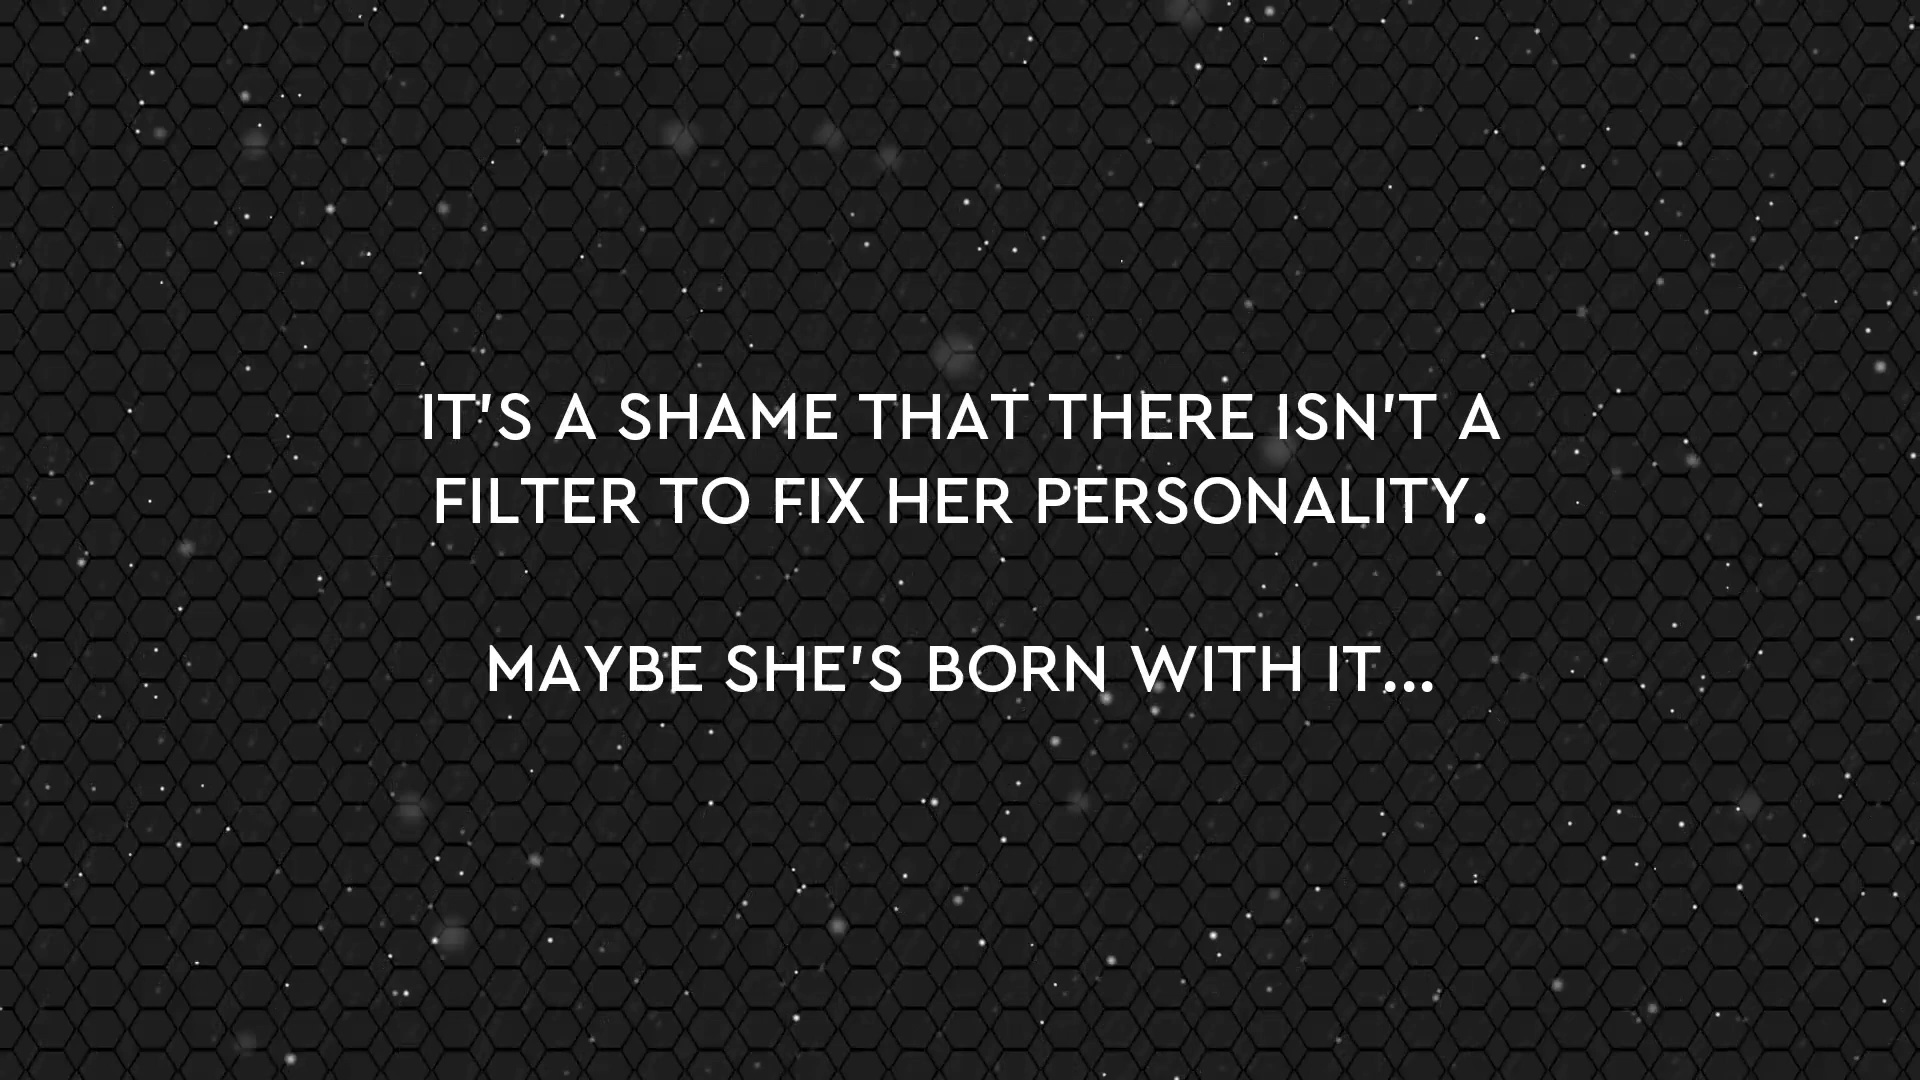 IT'S A SHAME THAT THERE ISN'T A
FILTER TO FIX HER PERSONALITY.
MAYBE SHE'S BORN WITH IT...